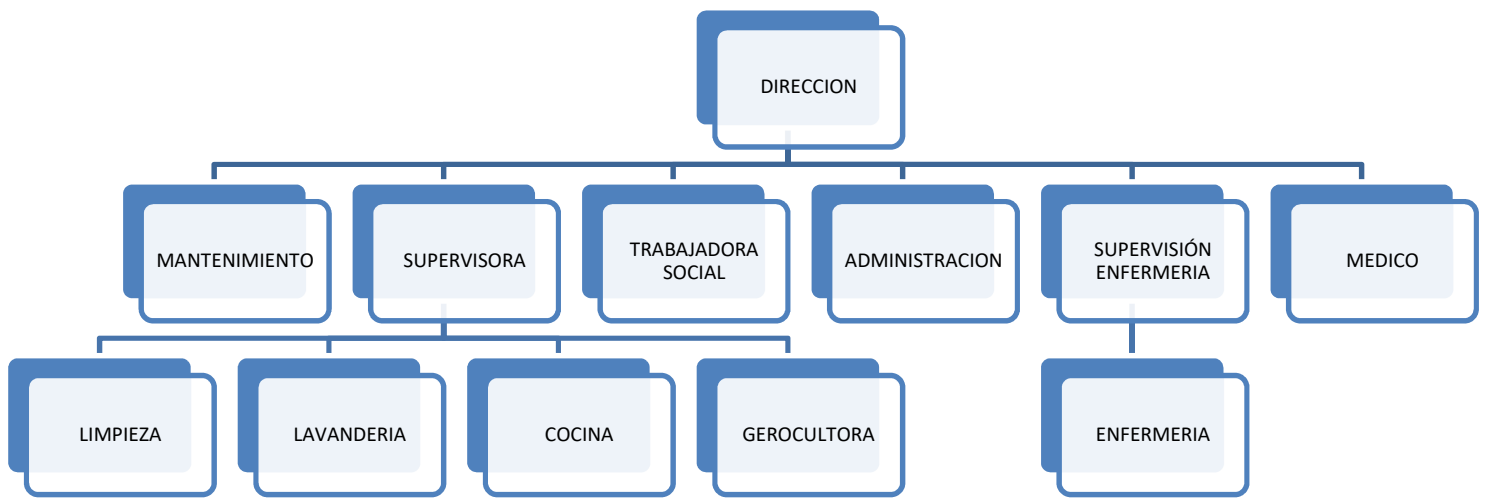 DIRECCION
MANTENIMIENTO
SUPERVISORA
TRABAJADORA
SOCIAL
ADMINISTRACION
SUPERVISIÓN
ENFERMERIA
MEDICO
LIMPIEZA
LAVANDERIA
COCINA
GEROCULTORA
ENFERMERIA